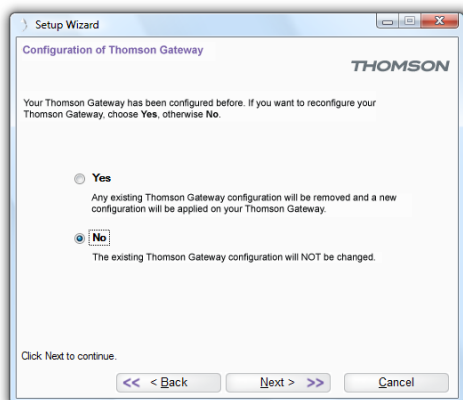 Setup Wizard
Configuration of Thomson Gateway
THOMSON
Your Thomson Gateway has been configured before. If you want to reconfigure your
Thomson Gateway, choose Yes, otherwise No.
Yes
Any existing Thomson Gateway configuration will be removed and a new
configuration will be applied on your Thomson Gateway.
No
The existing Thomson Gateway configuration will NOT be changed.
Click Next to continue.
<< < Back Next > >> Cancel